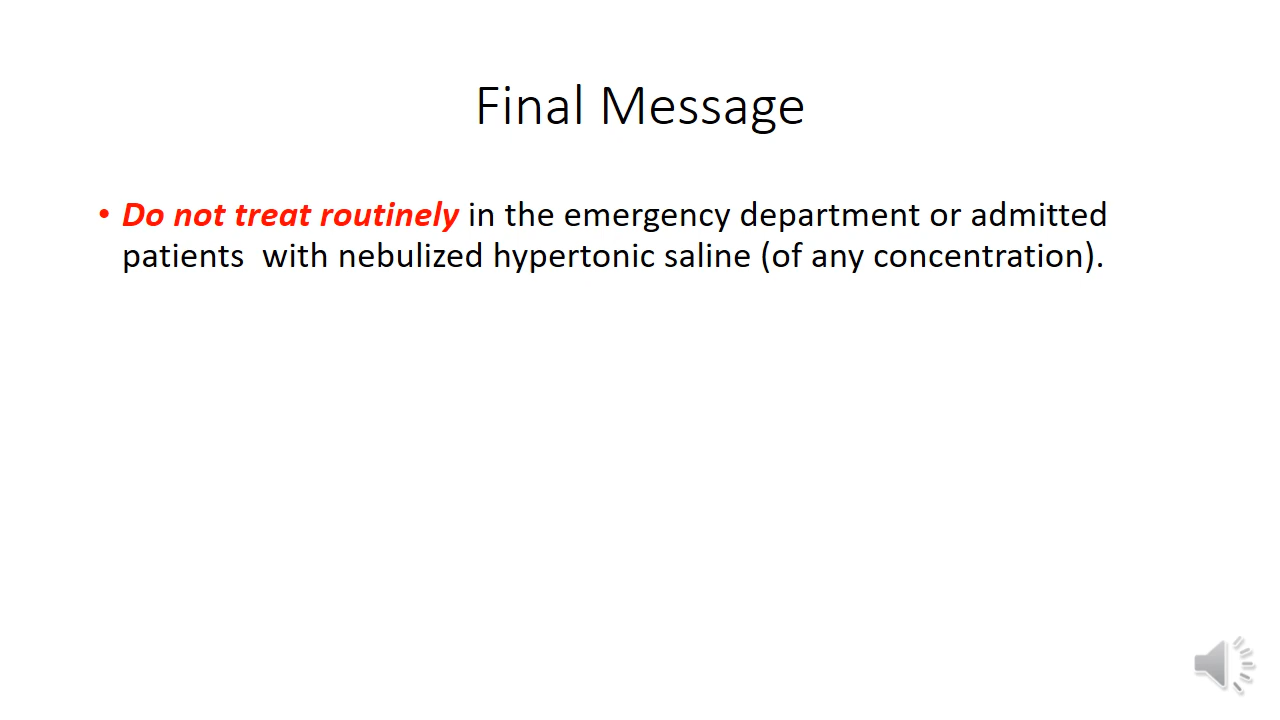 Final Message
• Do not treat routinely in the emergency department or admitted
patients  with nebulized hypertonic saline (of any concentration).